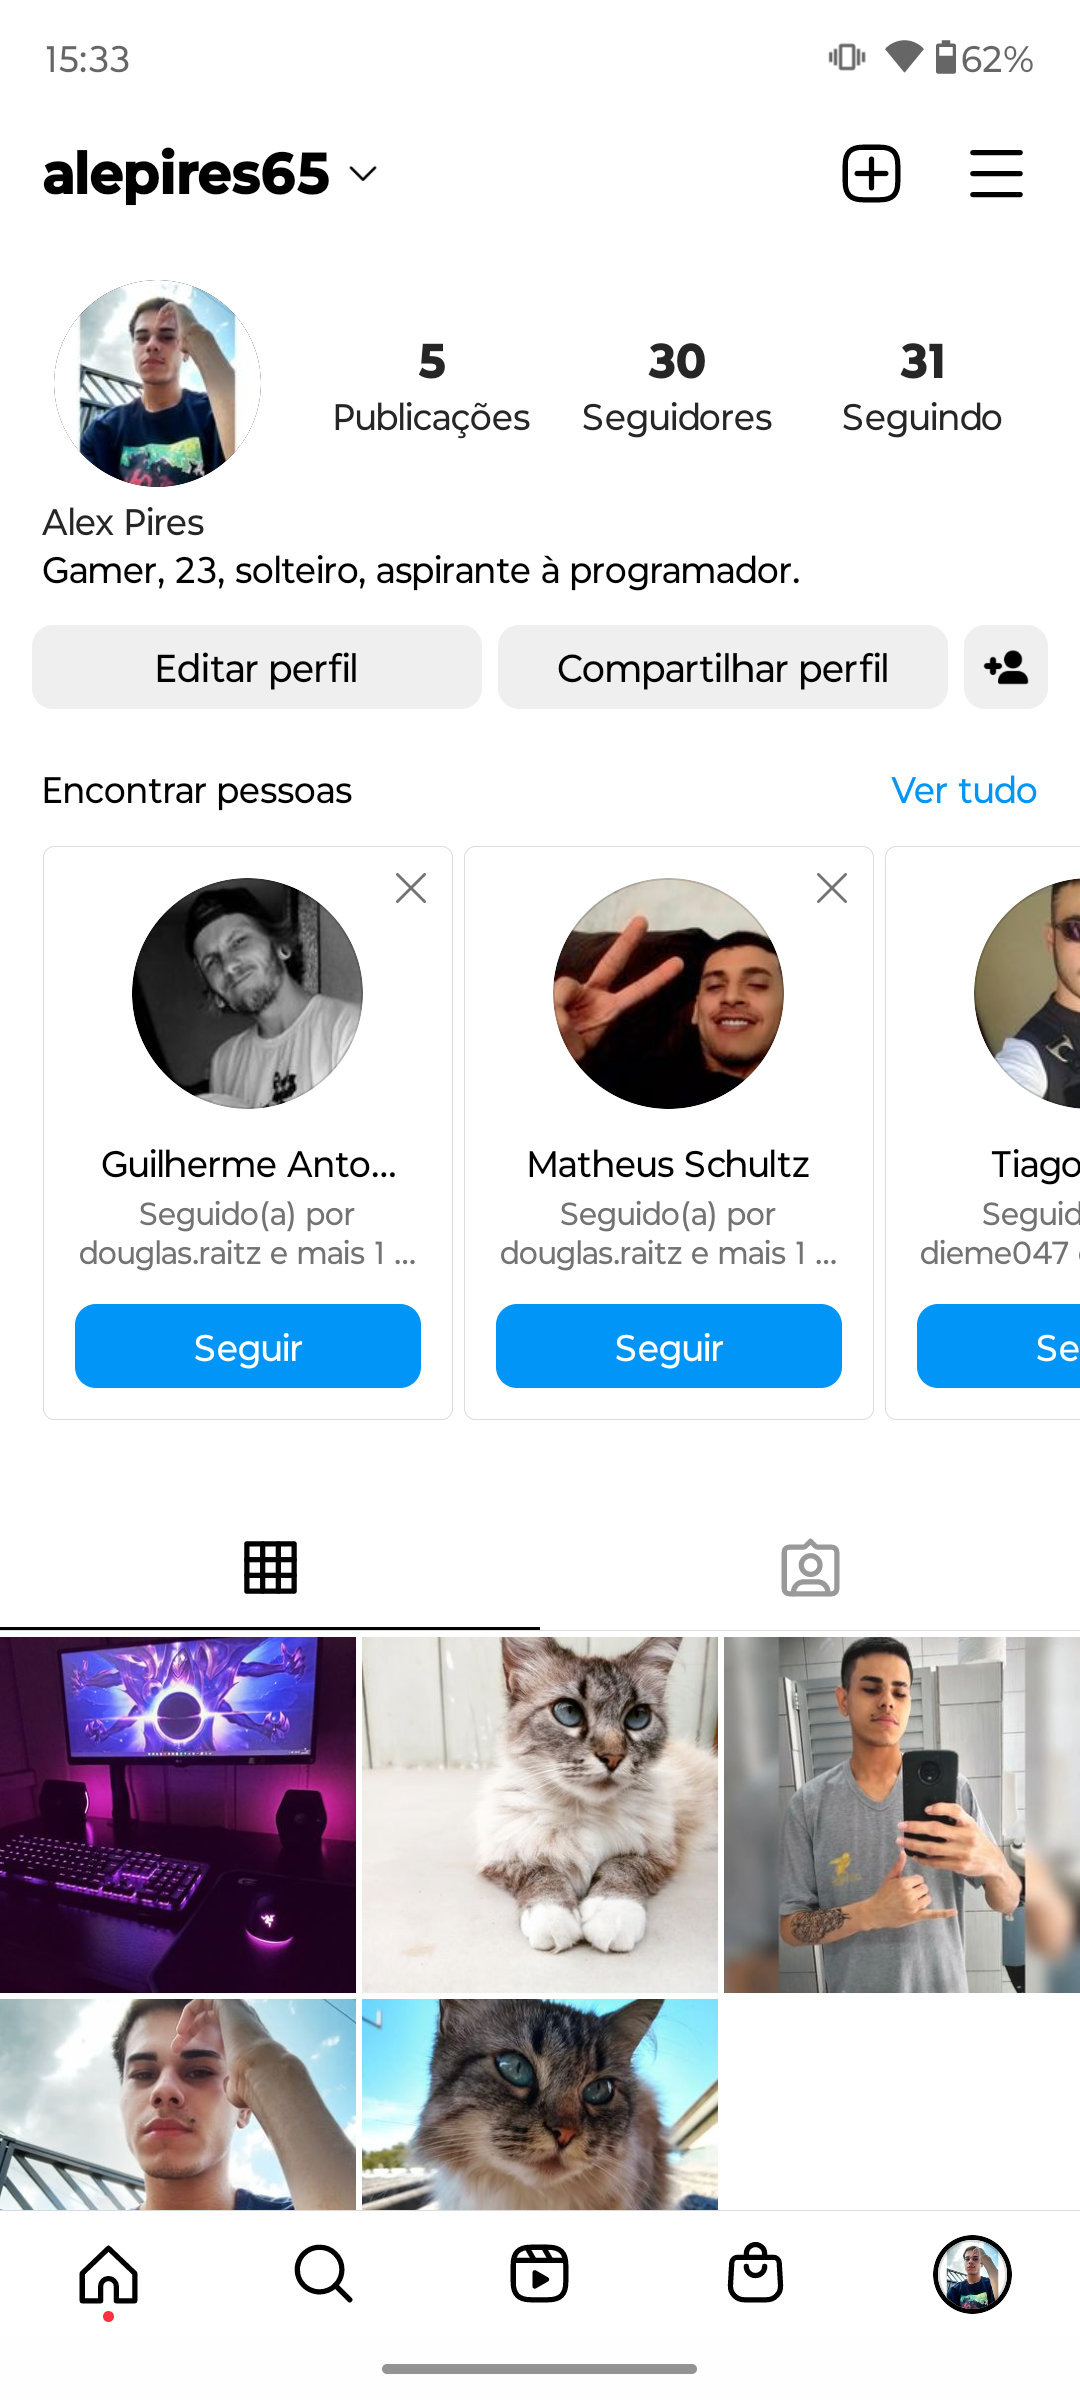 15:33
62%
alepires65
5
30
31
Publicações
Seguidores
Seguindo
Alex Pires
Gamer, 23, solteiro, aspirante à programador.
Editar perfil
Compartilhar perfil
Encontrar pessoas
Ver tudo
Guilherme Anto...
Seguido(a) por
douglas.raitz e mais 1 ...
Seguir
Matheus Schultz
Seguido(a) por
douglas.raitz e mais 1 ...
Seguir
Tiago
Seguid
dieme047
Se